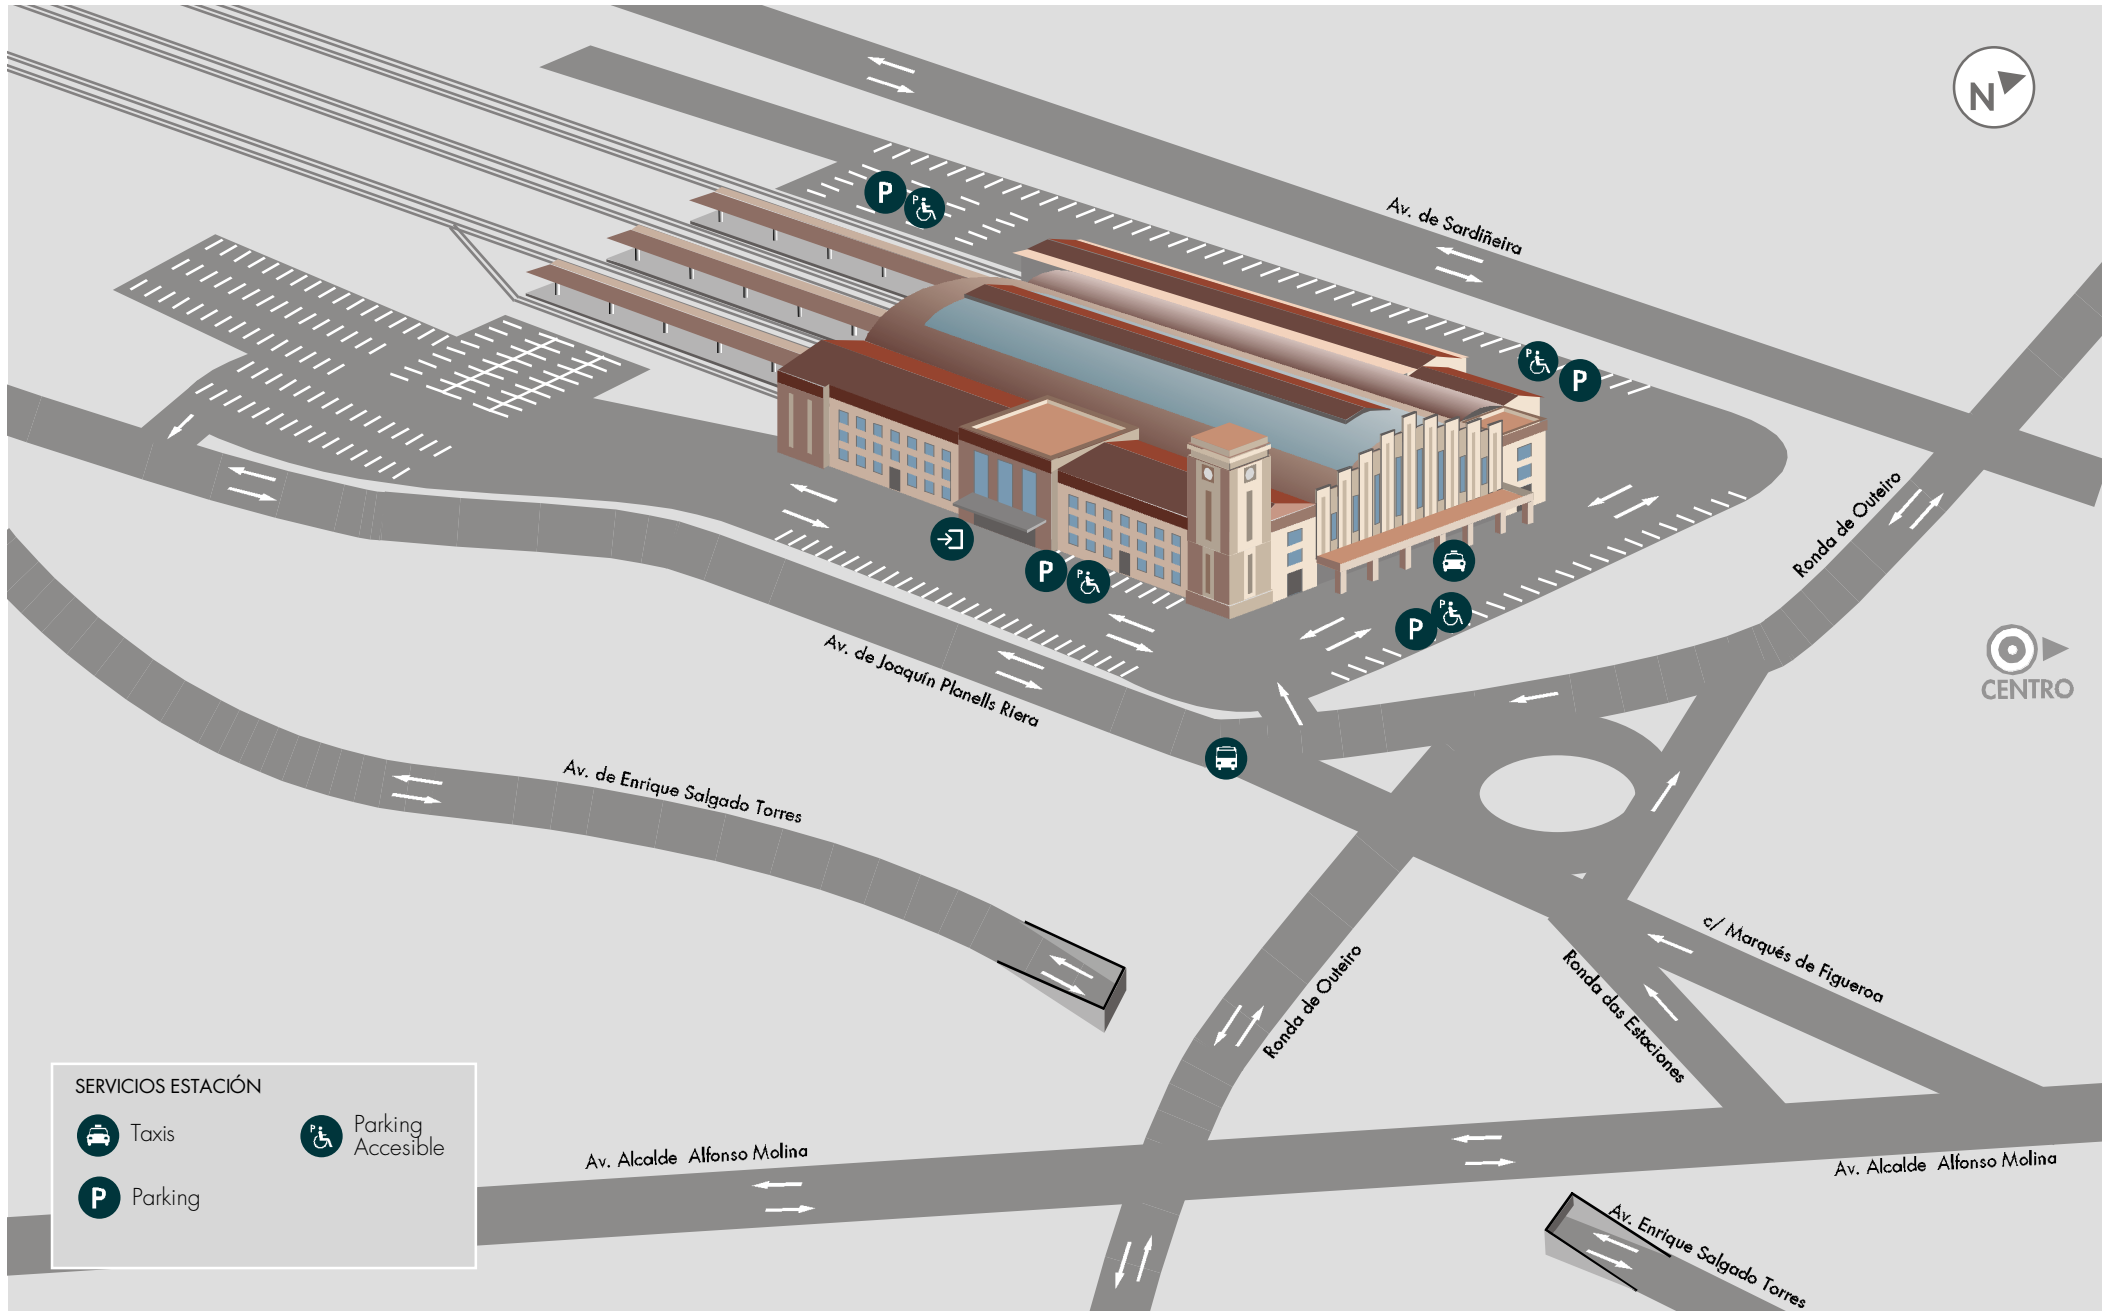 N
P
P
Av. de Sardiñeira
P
P
Ronda de Outeiro
P
P
P
P
CENTRO
Av. de Joaquín Planells Riera
Av. de Enrique Salgado Torres
c/ Marqués de Figueroa
Ronda de Outeiro
Ronda das Estaciones
SERVICIOS ESTACIÓN
Taxis
P
Parking
Accesible
P
Parking
Av. Alcalde Alfonso Molina
Av. Alcalde Alfonso Molina
Av. Enrique Salgado Torres